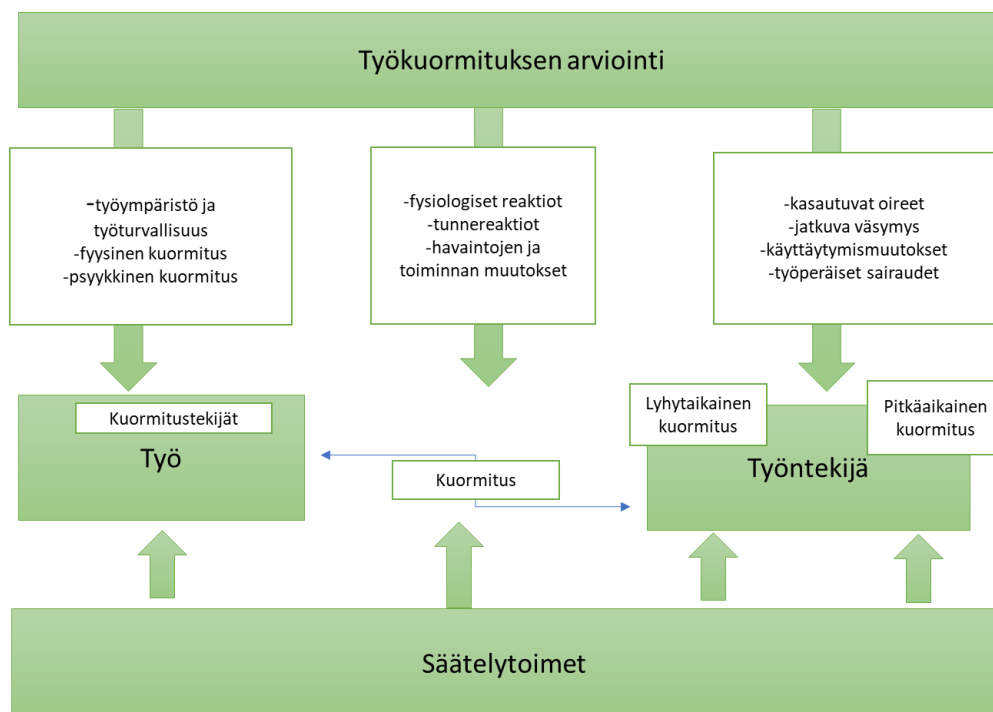 Työkuormituksen arviointi
-työympäristö ja
työturvallisuus
-fyysinen kuormitus
-psyykkinen kuormitus
-fysiologiset reaktiot
-tunnereaktiot
-havaintojen ja
toiminnan muutokset
-kasautuvat oireet
-jatkuva väsymys
-käyttäytymismuutokset
-työperäiset sairaudet
Kuormitustekijät
Työ
Kuormitus
Lyhytaikainen
kuormitus
Pitkäaikainen
kuormitus
Työntekijä
Säätelytoimet